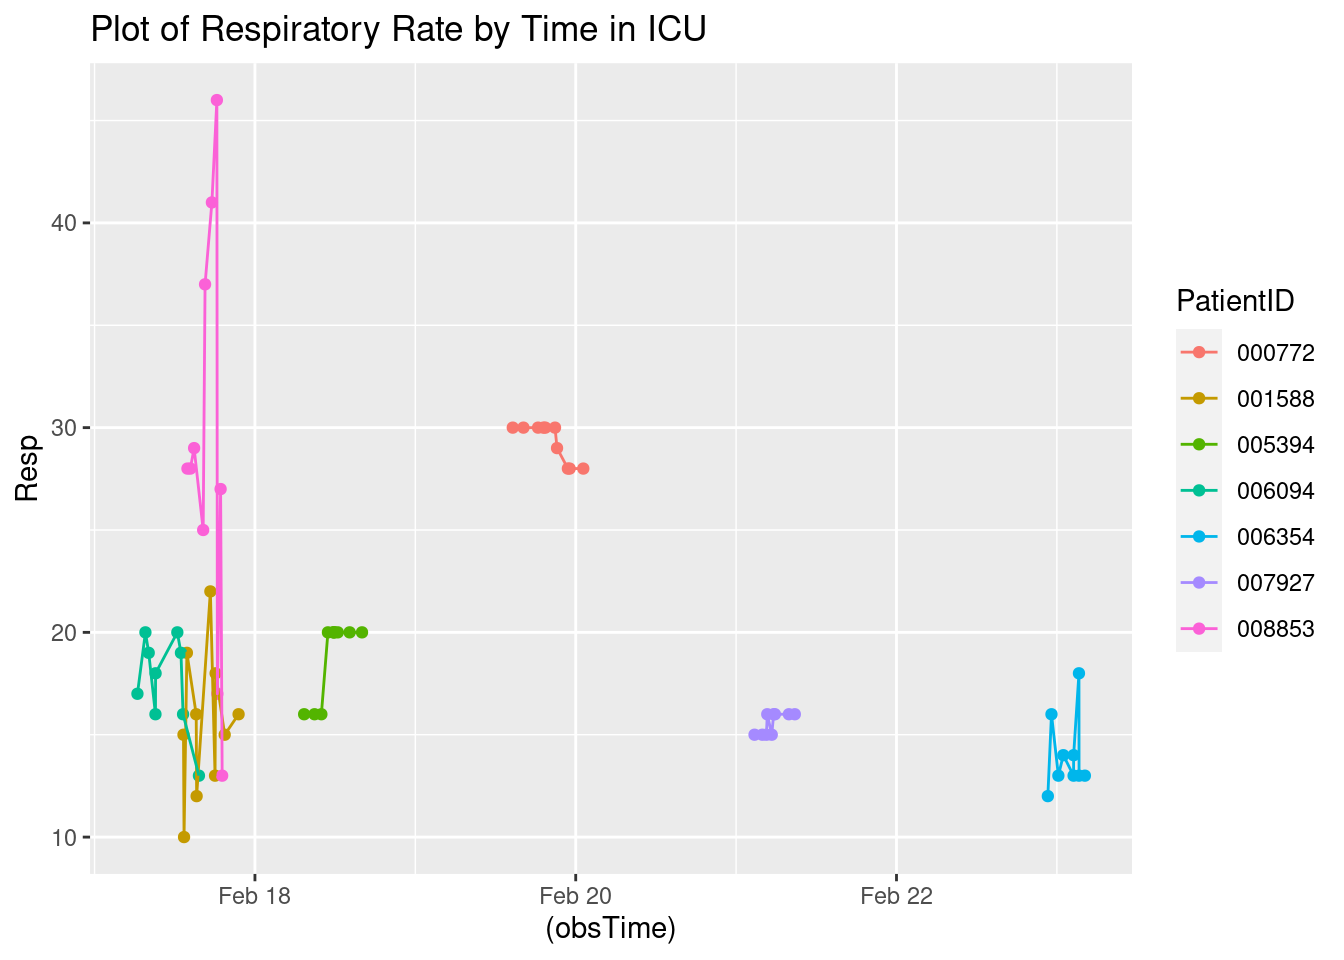 Plot of Respiratory Rate by Time in ICU
40
30
20
10
Resp
Feb 18
Feb 20
Feb 22
(obsTime)
PatientID
000772
001588
005394
006094
006354
007927
008853